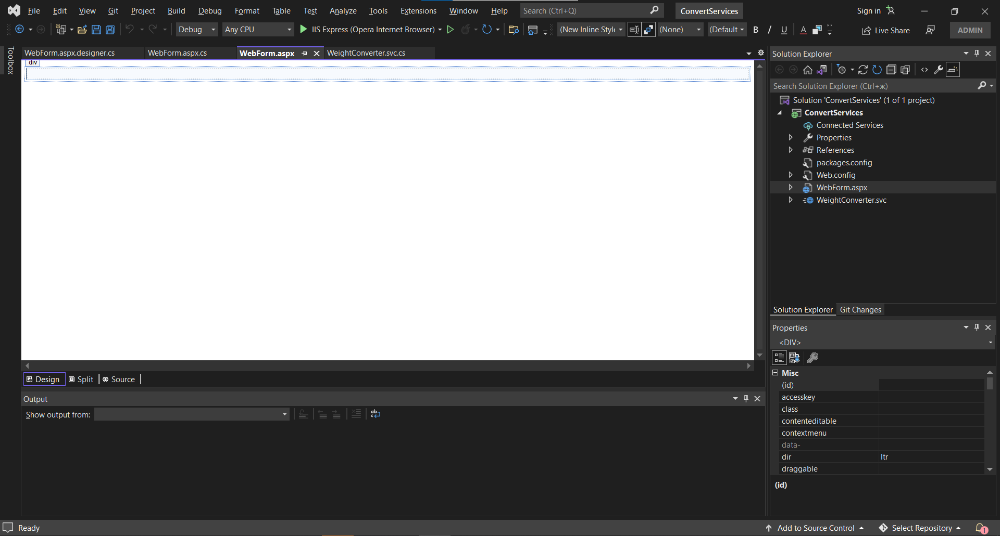 File Edit View Git Project Build Debug Format Table Test Analyze Tools Extensions Window Help Search (Ctrl+Q) ConvertServices Sign in
Debug Any CPU IIS Express (Opera Internet Browser) (New Inline Style (None) (Default B I U A Live Share ADMIN
Toolbox
WebForm.aspx.designer.cs WebForm.aspx.cs WebForm.aspx WeightConverter.svc.cs
div
Solution Explorer
Search Solution Explorer (Ctrl+ж)
Solution 'ConvertServices' (1 of 1 project)
ConvertServices
Connected Services
Properties
References
packages.config
Web.config
WebForm.aspx
WeightConverter.svc
Solution Explorer Git Changes
Properties
<DIV>
Misc
(id)
accesskey
class
contenteditable
contextmenu
data-
dir ltr
draggable
(id)
Design Split Source
Output
Show output from:
Ready Add to Source Control Select Repository 1